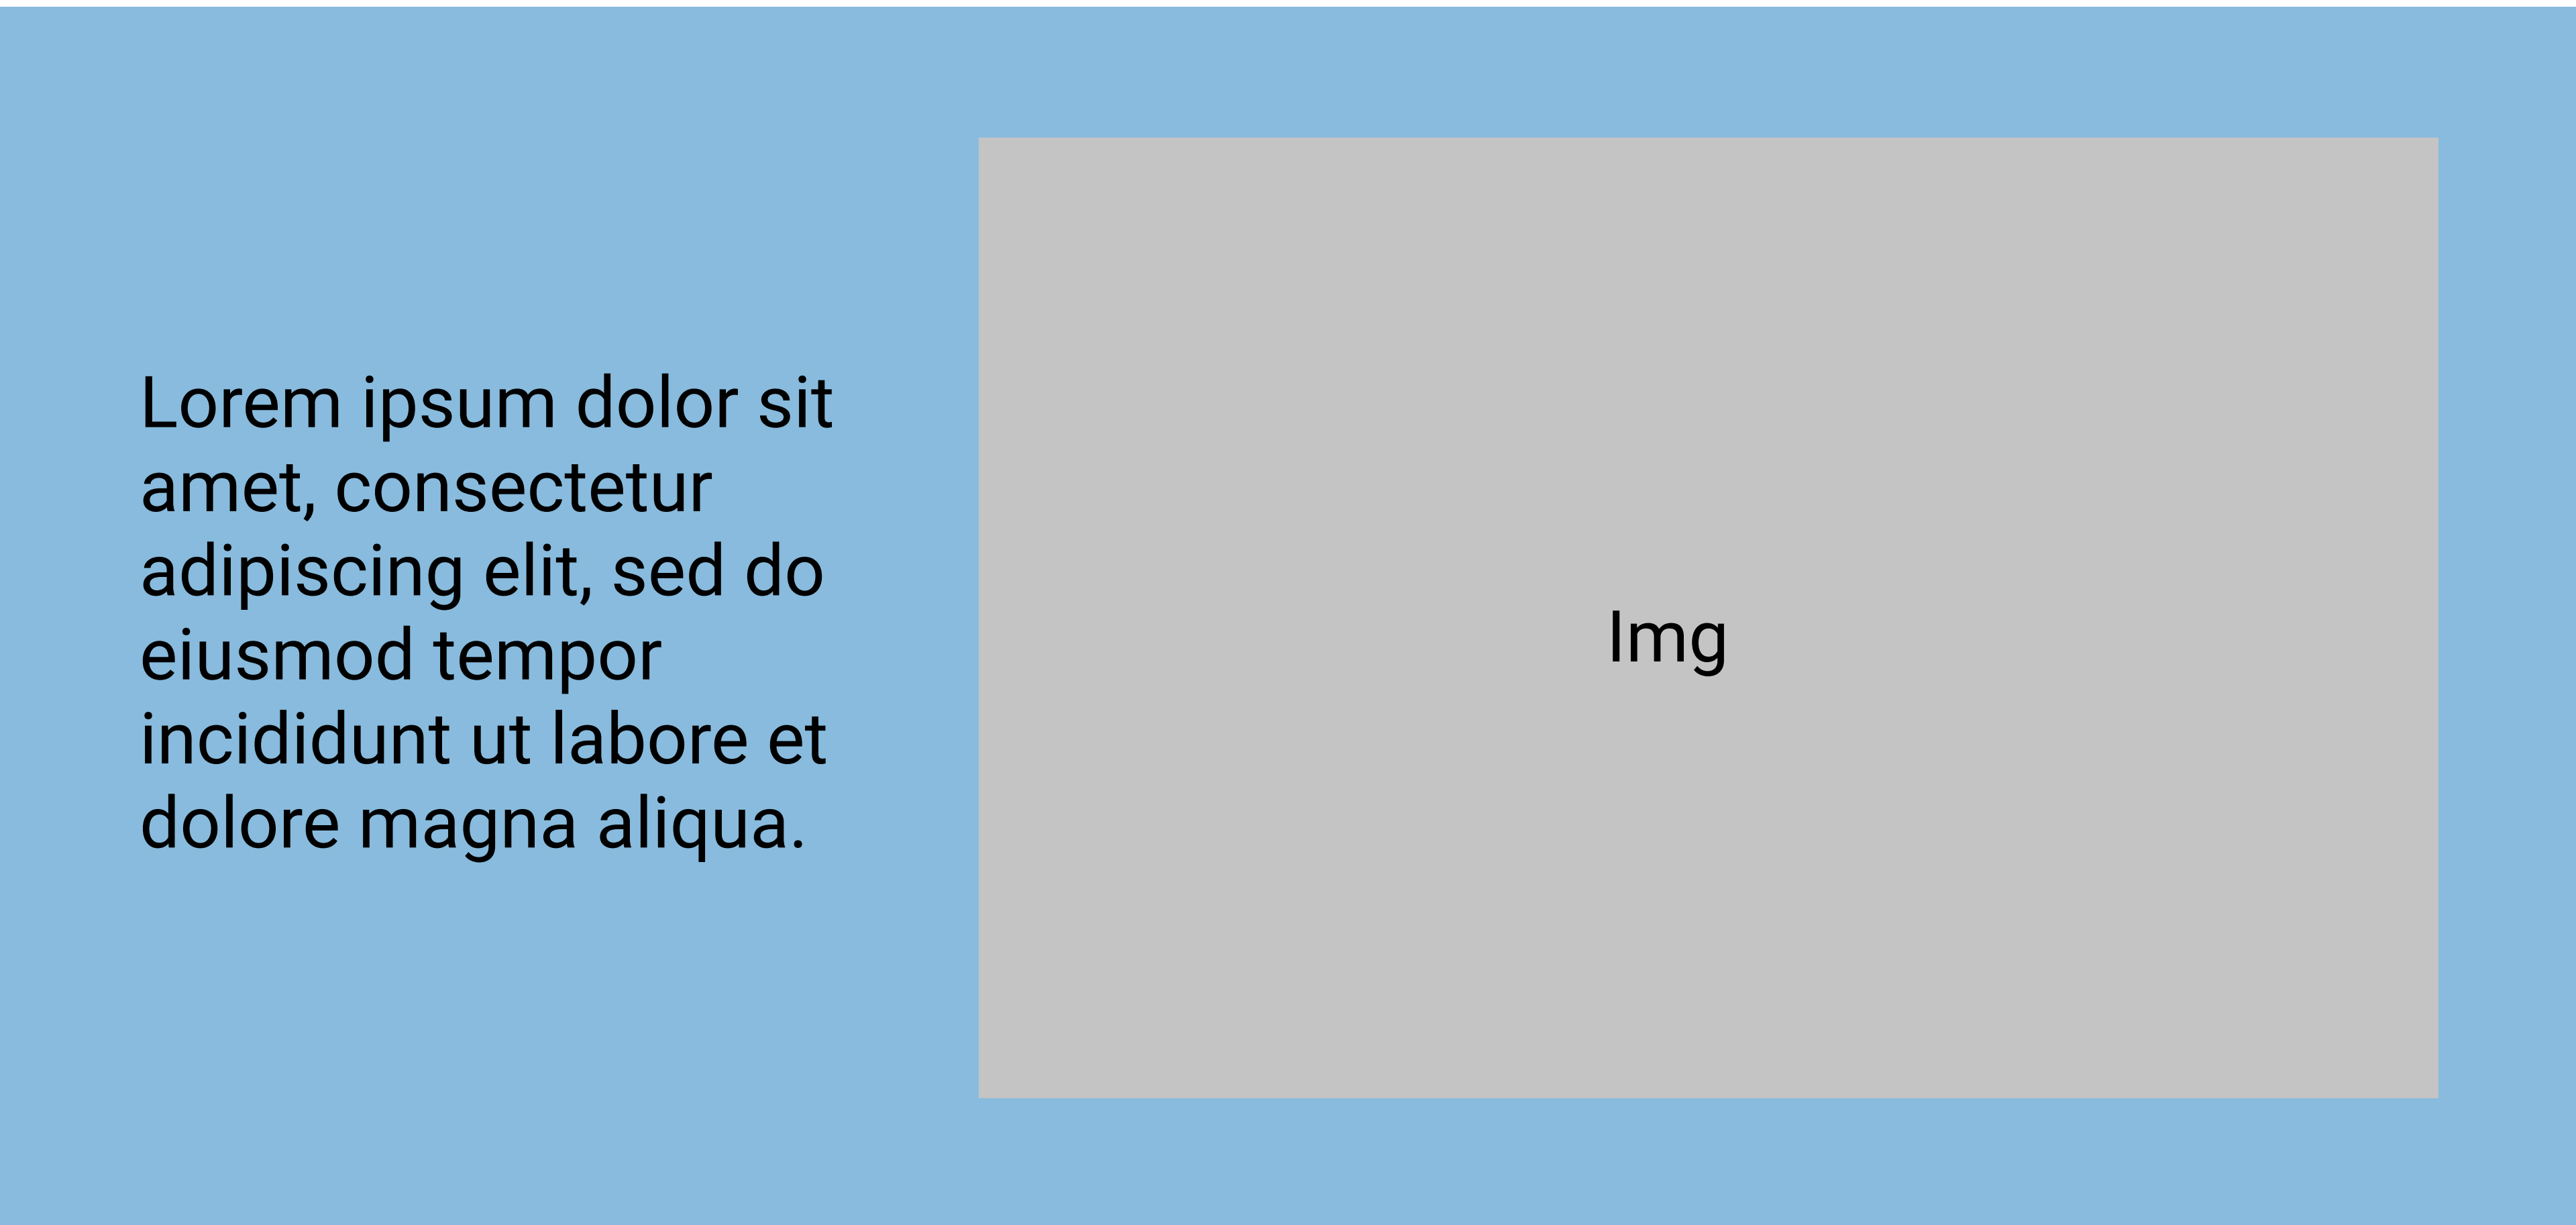 Lorem ipsum dolor sit
amet, consectetur
adipiscing elit, sed do
eiusmod tempor
incididunt ut labore et
dolore magna aliqua.
Img